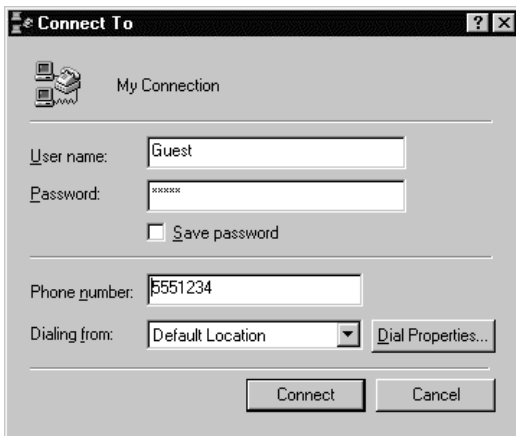 Connect To
My Connection
User name: Guest
Password: *****
Save password
Phone number: 5551234
Dialing from: Default Location Dial Properties...
Connect Cancel